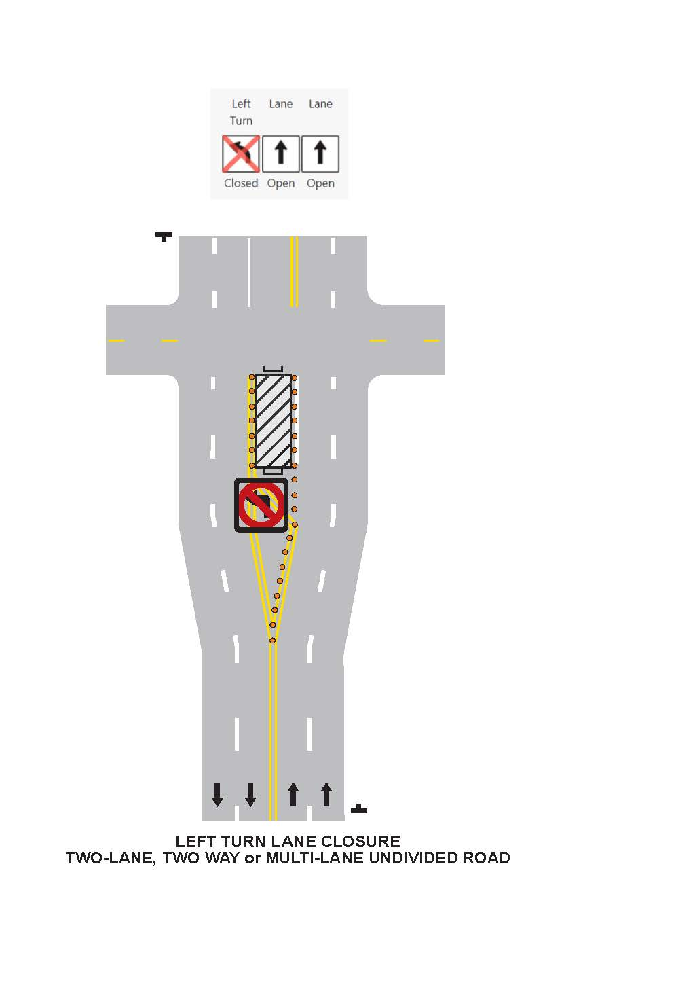 Left Lane Lane
Turn
Closed Open Open
LEFT TURN LANE CLOSURE
TWO-LANE, TWO WAY or MULTI-LANE UNDIVIDED ROAD